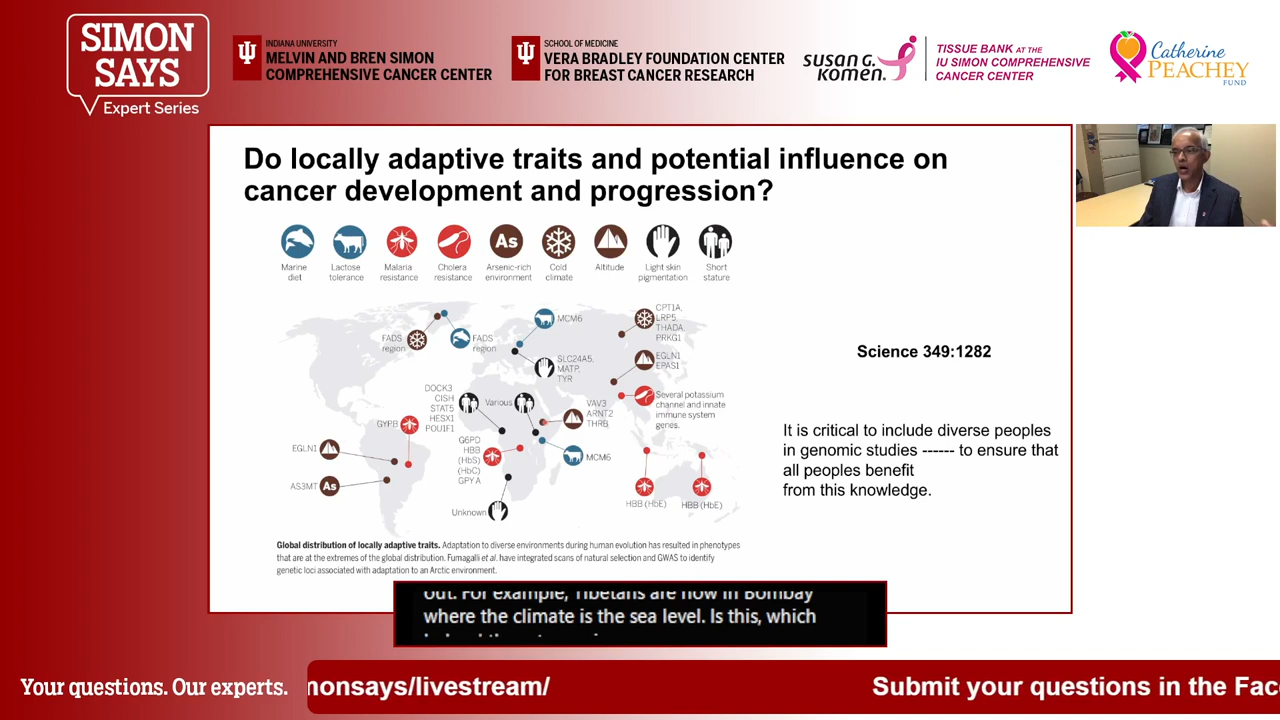 SIMON
SAYS
Expert Series
INDIANA UNIVERSITY
MELVIN AND BREN SIMON
COMPREHENSIVE CANCER CENTER
SCHOOL OF MEDICINE
VERA BRADLEY FOUNDATION CENTER
FOR BREAST CANCER RESEARCH
susan g.
komen.
TISSUE BANK AT THE
IU SIMON COMPREHENSIVE
CANCER CENTER
Catherine
PEACHEY
FUND
Do locally adaptive traits and potential influence on
cancer development and progression?
As
Marine
diet
Lactose
tolerance
Malaria
resistance
Cholera
resistance
Arsenic-rich
environment
Cold
climate
Altitude
Light skin
pigmentation
Short
stature
FADS
region
FADS
region
MCM6
CPT1A,
LRP5,
THADA,
PRKG1
SLC24A5,
MATP,
TYR
EGLN1
EPAS1
DOCK3
CISH
STAT5
HESX1
POU1F1
Various
VAV3
ARNT2
THRB
Several potassium
channel and innate
immune system
genes.
GYPB
G6PD
HBB
(HbS)
(HbC)
GPY A
MCM6
EGLN1
AS3MT
As
Unknown
HBB (HbE)
HBB (HbE)
Global distribution of locally adaptive traits. Adaptation to diverse environments during human evolution has resulted in phenotypes
that are at the extremes of the global distribution. Fumagalli et al. have integrated scans of natural selection and GWAS to identify
genetic loci associated with adaptation to an Arctic environment.
Science 349:1282
It is critical to include diverse peoples
in genomic studies ------ to ensure that
all peoples benefit
from this knowledge.
out. For example, Tibetans are now in Bombay
where the climate is the sea level. Is this, which
Your questions. Our experts.
monsays/livestream/
Submit your questions in the Fac